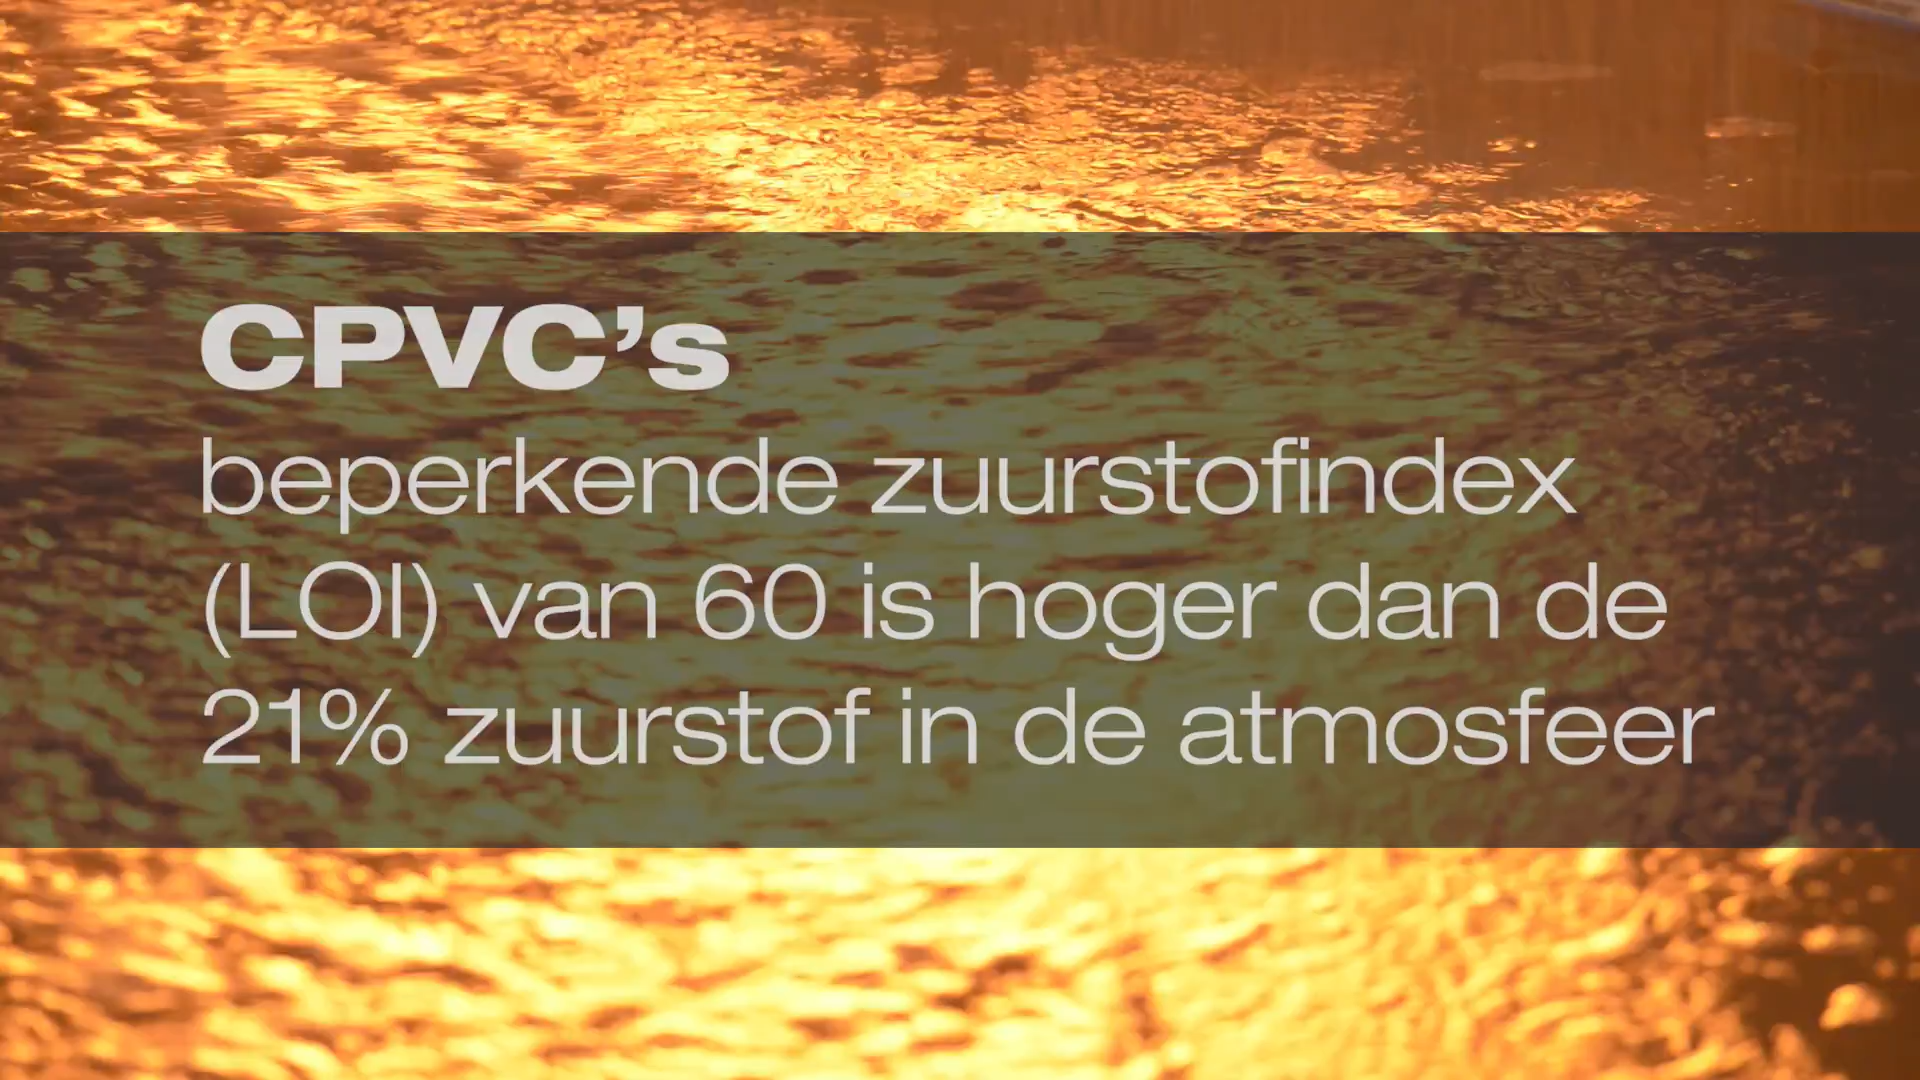 CPVC’s
beperkende zuurstofindex
(LOI) van 60 is hoger dan de
21% zuurstof in de atmosfeer